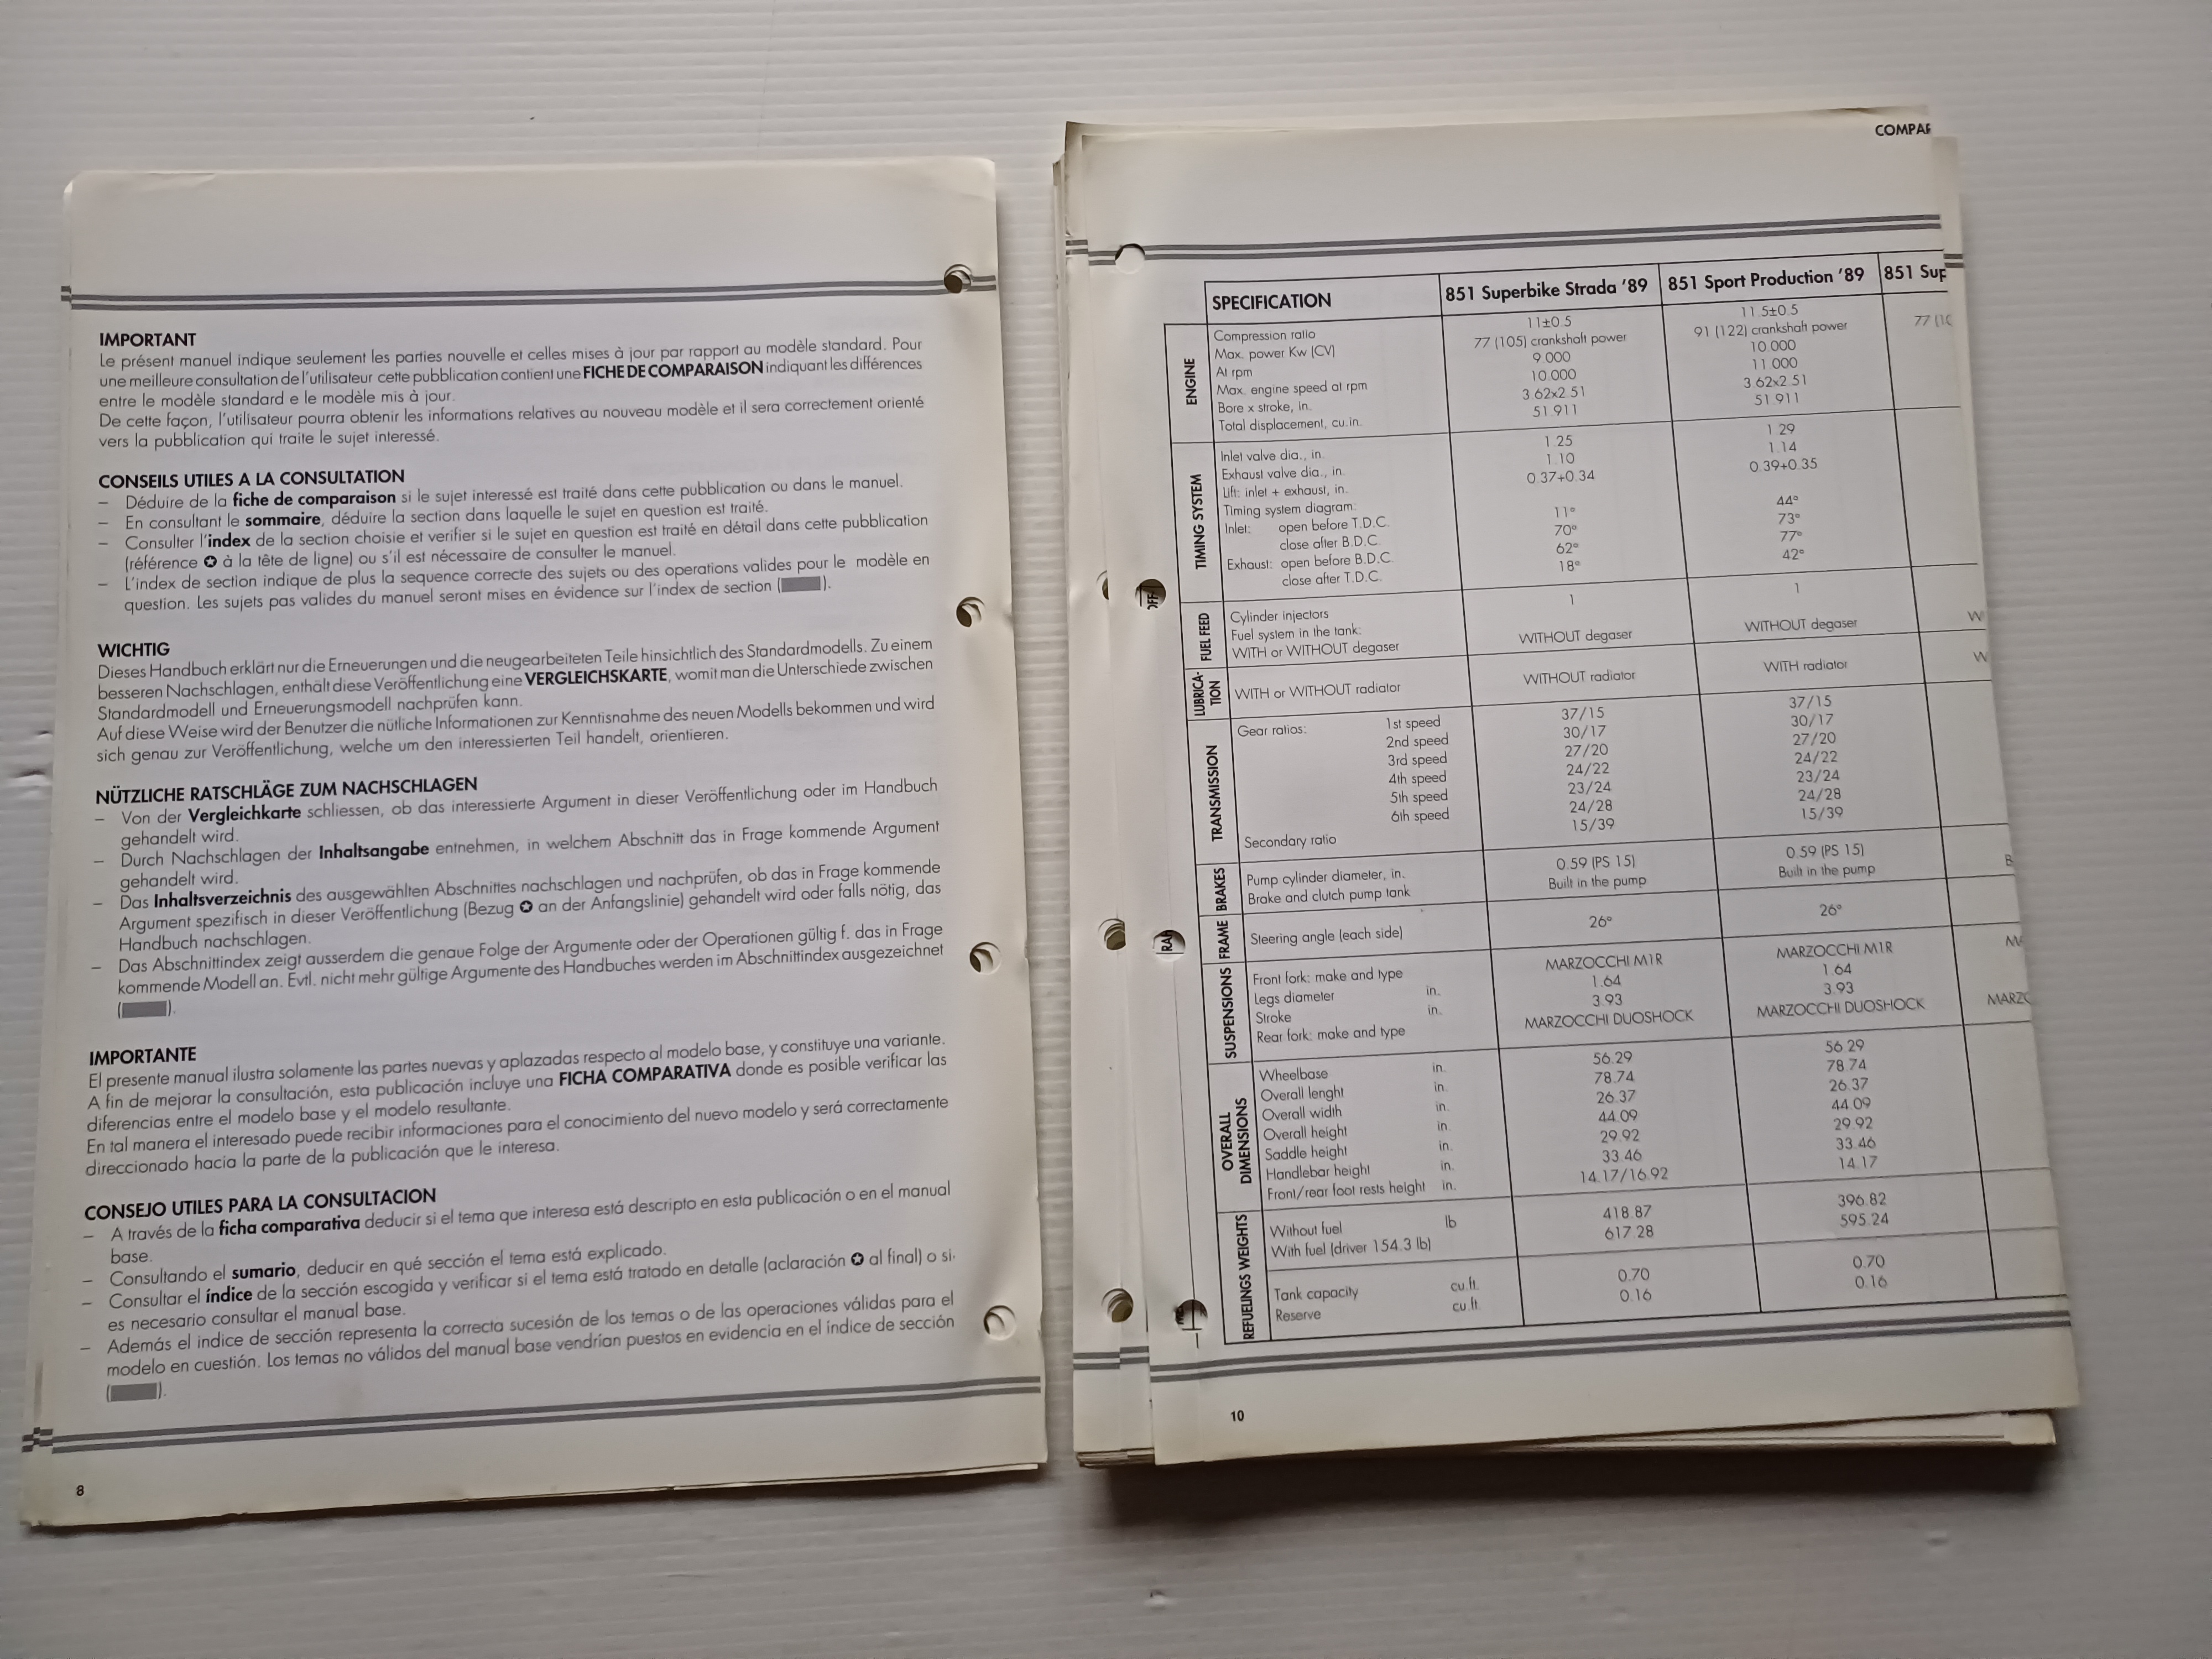 IMPORTANT
Le présent manuel indique seulement les parties nouvelle et celles mises à jour par rapport au modèle standard. Pour
une meilleure consultation de l'utilisateur cette pubblication contient une FICHE DE COMPARAISON indiquant les différences
entre le modèle standard e le modèle mis à jour.
De cette façon, l'utilisateur pourra obtenir les informations relatives au nouveau modèle et il sera correctement orienté
vers la pubblication qui traite le sujet interessé.
CONSEILS UTILES A LA CONSULTATION
– Déduire de la fiche de comparaison si le sujet interessé est traité dans cette pubblication ou dans le manuel.
– En consultant le sommaire, déduire la section dans laquelle le sujet en question est traité.
– Consulter l'index de la section choisie et verifier si le sujet en question est traité en détail dans cette pubblication
(référence ✪ à la tête de ligne) ou s'il est nécessaire de consulter le manuel.
– L'index de section indique de plus la sequence correcte des sujets ou des operations valides pour le modèle en
question. Les sujets pas valides du manuel seront mises en évidence sur l'index de section ( ).
WICHTIG
Dieses Handbuch erklärt nur die Erneuerungen und die neugearbeiteten Teile hinsichtlich des Standardmodells. Zu einem
besseren Nachschlagen, enthält diese Veröffentlichung eine VERGLEICHSKARTE, womit man die Unterschiede zwischen
Standardmodell und Erneuerungsmodell nachprüfen kann.
Auf diese Weise wird der Benutzer die nütliche Informationen zur Kenntisnahme des neuen Modells bekommen und wird
sich genau zur Veröffentlichung, welche um den interessierten Teil handelt, orientieren.
NÜTZLICHE RATSCHLÄGE ZUM NACHSCHLAGEN
– Von der Vergleichkarte schliessen, ob das interessierte Argument in dieser Veröffentlichung oder im Handbuch
gehandelt wird.
– Durch Nachschlagen der Inhaltsangabe entnehmen, in welchem Abschnitt das in Frage kommende Argument
gehandelt wird.
– Das Inhaltsverzeichnis des ausgewählten Abschnittes nachschlagen und nachprüfen, ob das in Frage kommende
Argument spezifisch in dieser Veröffentlichung (Bezug ✪ an der Anfangslinie) gehandelt wird oder falls nötig, das
Handbuch nachschlagen.
– Das Abschnittindex zeigt ausserdem die genaue Folge der Argumente oder der Operationen gültig f. das in Frage
kommende Modell an. Evtl. nicht mehr gültige Argumente des Handbuches werden im Abschnittindex ausgezeichnet
( ).
IMPORTANTE
El presente manual ilustra solamente las partes nuevas y aplazadas respecto al modelo base, y constituye una variante.
A fin de mejorar la consultación, esta publicación incluye una FICHA COMPARATIVA donde es posible verificar las
diferencias entre el modelo base y el modelo resultante.
En tal manera el interesado puede recibir informaciones para el conocimiento del nuevo modelo y será correctamente
direccionado hacia la parte de la publicación que le interesa.
CONSEJO UTILES PARA LA CONSULTACION
– A través de la ficha comparativa deducir si el tema que interesa está descripto en esta publicación o en el manual
base.
– Consultando el sumario, deducir en qué sección el tema está explicado.
– Consultar el índice de la sección escogida y verificar si el tema está tratado en detalle (aclaración ✪ al final) o si
es necesario consultar el manual base.
– Además el indice de sección representa la correcta sucesión de los temas o de las operaciones válidas para el
modelo en cuestión. Los temas no válidos del manual base vendrían puestos en evidencia en el índice de sección
( ).
8
COMPAR
SPECIFICATION 851 Superbike Strada '89 851 Sport Production '89 851 Sup
ENGINE
Compression ratio 11±0.5 11.5±0.5
Max. power Kw (CV) 77 (105) crankshaft power 91 (122) crankshaft power 77 (10
At rpm 9.000 10.000
Max. engine speed at rpm 10.000 11.000
Bore x stroke, in. 3.62x2.51 3.62x2.51
Total displacement, cu.in. 51.911 51.911
TIMING SYSTEM
Inlet valve dia., in. 1.25 1.29
Exhaust valve dia., in. 1.10 1.14
Lift: inlet + exhaust, in. 0.37+0.34 0.39+0.35
Timing system diagram:
Inlet: open before T.D.C. 11° 44°
close after B.D.C. 70° 73°
Exhaust: open before B.D.C. 62° 77°
close after T.D.C. 18° 42°
FUEL FEED
Cylinder injectors 1 1
Fuel system in the tank:
WITH or WITHOUT degaser WITHOUT degaser WITHOUT degaser W
LUBRICA-
TION
WITH or WITHOUT radiator WITHOUT radiator WITH radiator W
TRANSMISSION
Gear ratios: 1st speed 37/15 37/15
2nd speed 30/17 30/17
3rd speed 27/20 27/20
4th speed 24/22 24/22
5th speed 23/24 23/24
6th speed 24/28 24/28
Secondary ratio 15/39 15/39
BRAKES
Pump cylinder diameter, in. 0.59 (PS 15) 0.59 (PS 15)
Brake and clutch pump tank Built in the pump Built in the pump B
FRAME
Steering angle (each side) 26° 26°
SUSPENSIONS
Front fork: make and type MARZOCCHI M1R MARZOCCHI M1R MA
Legs diameter in. 1.64 1.64
Stroke in. 3.93 3.93
Rear fork: make and type MARZOCCHI DUOSHOCK MARZOCCHI DUOSHOCK MARZO
OVERALL
DIMENSIONS
Wheelbase in. 56.29 56.29
Overall lenght in. 78.74 78.74
Overall width in. 26.37 26.37
Overall height in. 44.09 44.09
Saddle height in. 29.92 29.92
Handlebar height in. 33.46 33.46
Front/rear foot rests height in. 14.17/16.92 14.17
REFUELINGS WEIGHTS
Without fuel lb 418.87 396.82
With fuel (driver 154.3 lb) 617.28 595.24
Tank capacity cu.ft. 0.70 0.70
Reserve cu.ft. 0.16 0.16
10